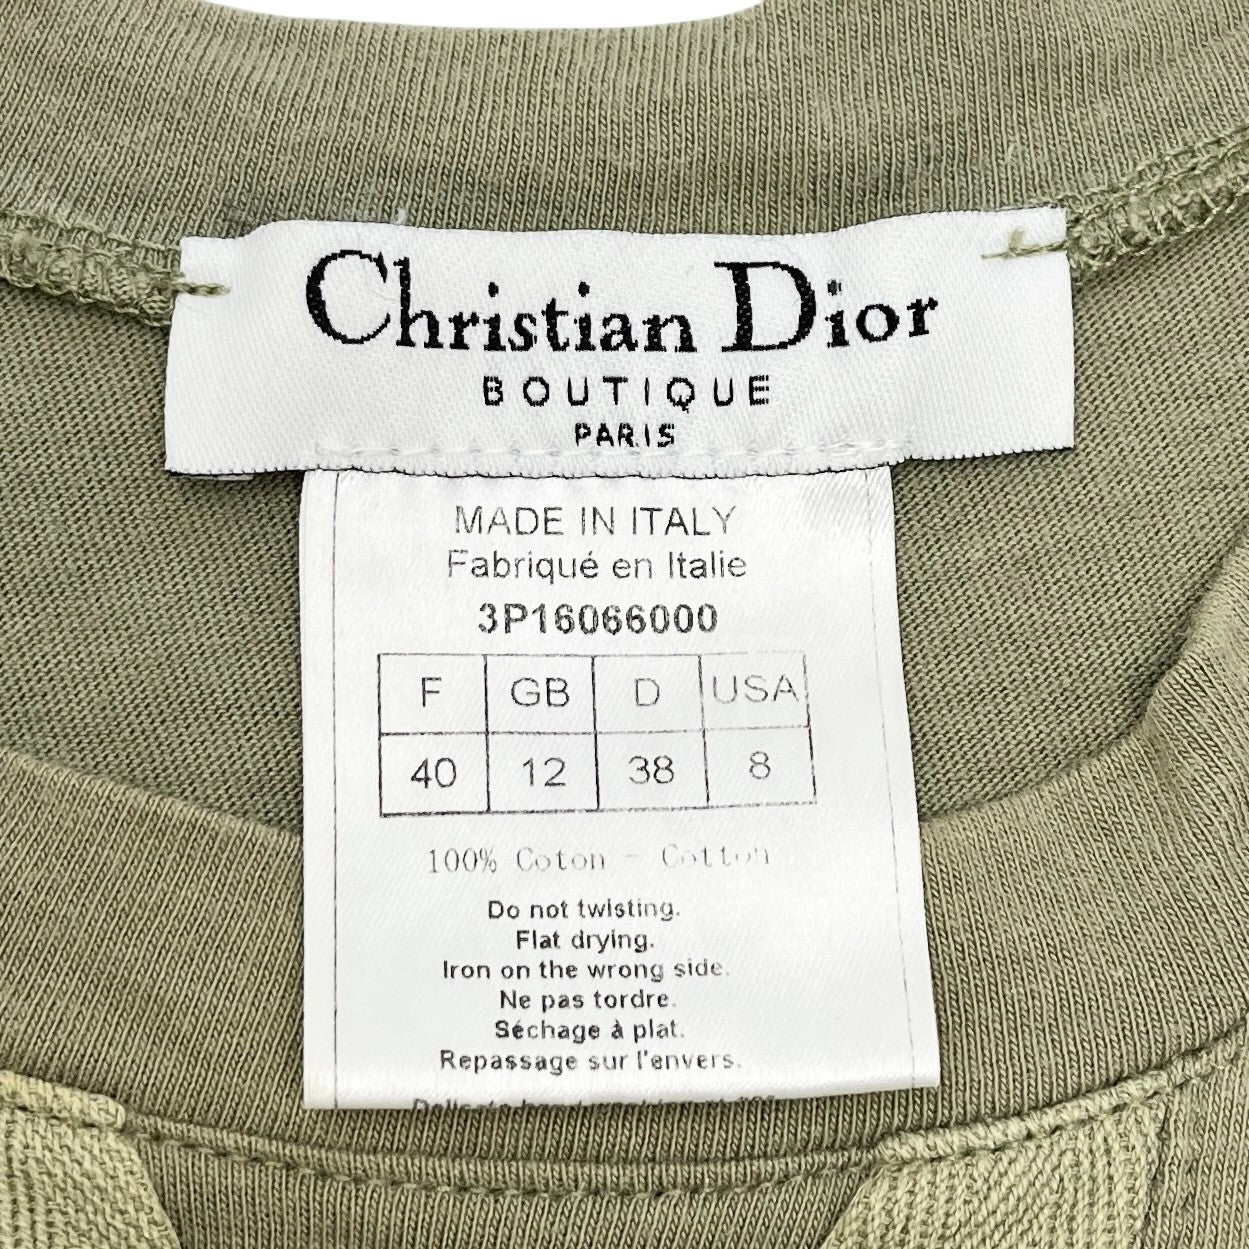 Christian Dior
BOUTIQUE
PARIS
MADE IN ITALY
Fabriqué en Italie
3P16066000
F GB D USA
40 12 38 8
100% Coton - Cotton
Do not twisting.
Flat drying.
Iron on the wrong side.
Ne pas tordre.
Séchage à plat.
Repassage sur l'envers.